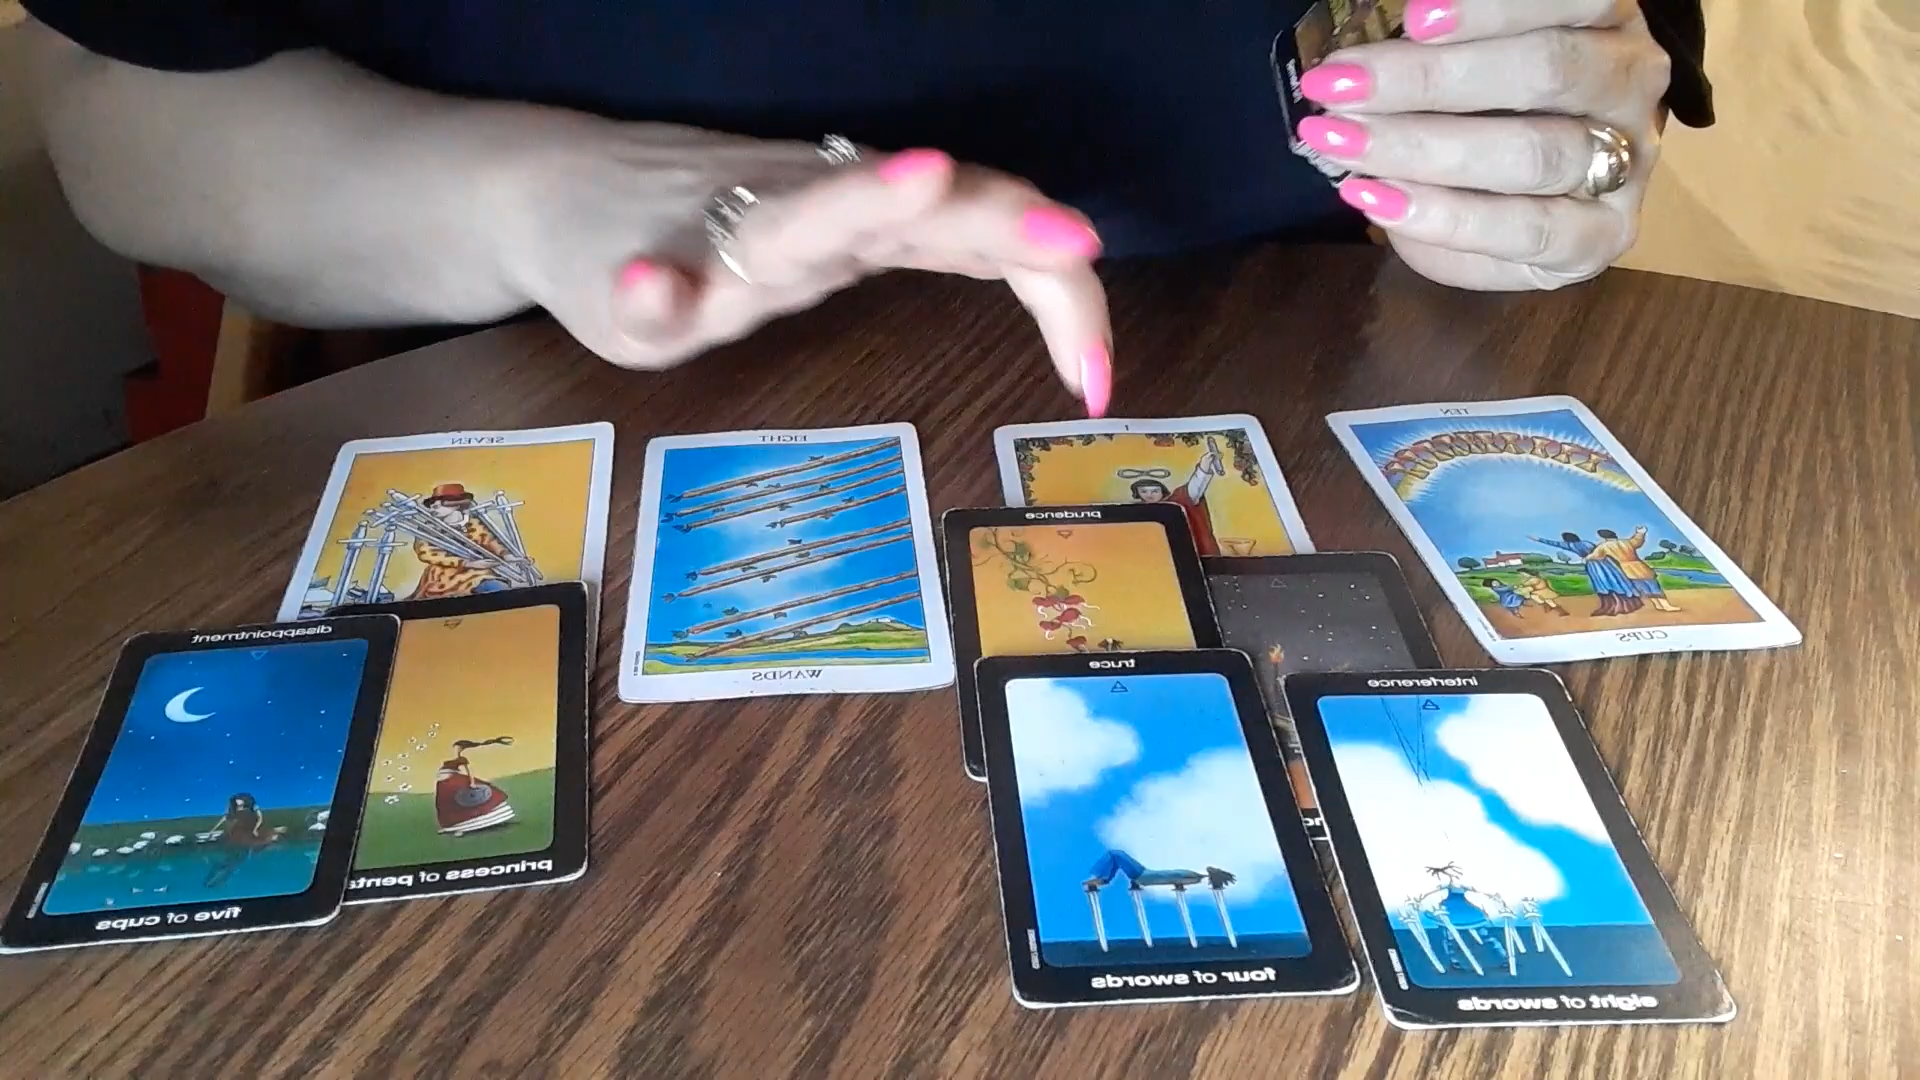 SEVEN
EIGHT
I
TEN
WANDS
CUPS
prudence
disappointment
truce
interference
princess of penta
five of cups
four of swords
eight of swords